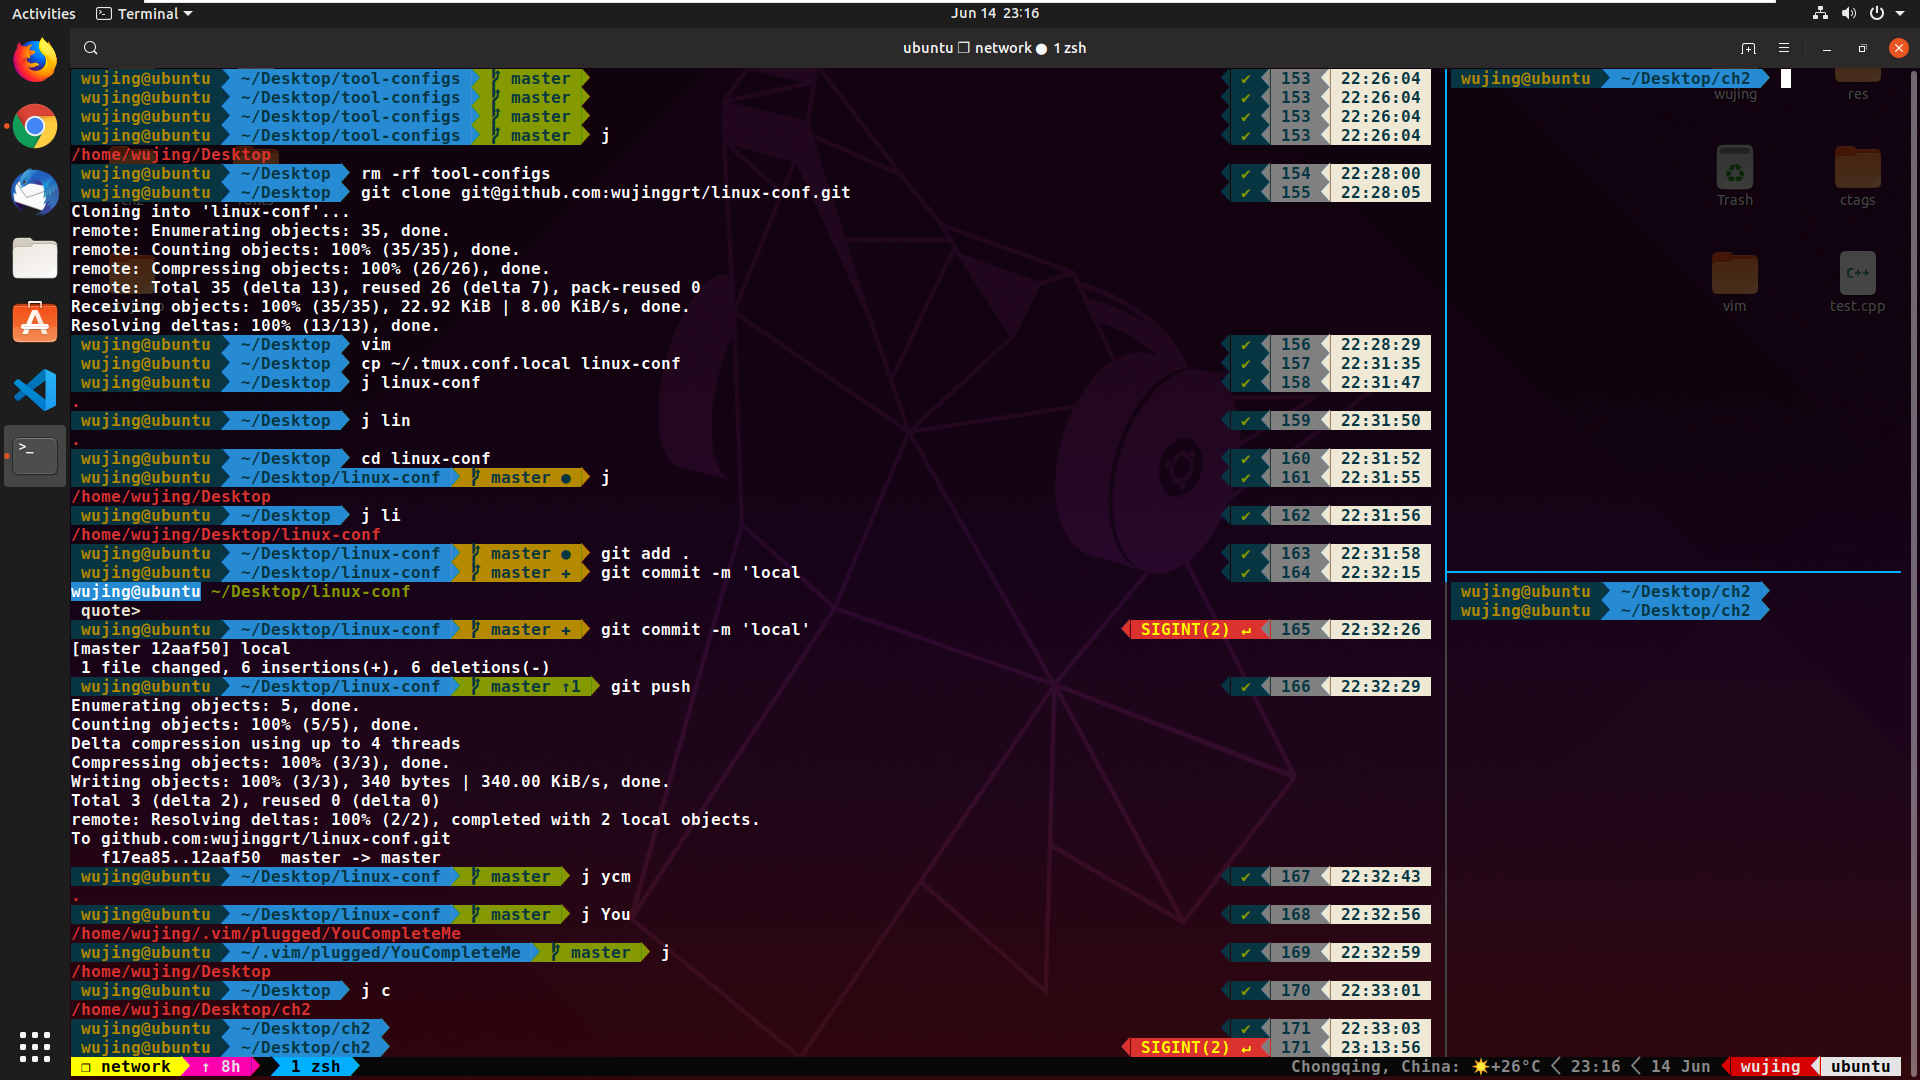 Activities Terminal Jun 14 23:16
ubuntu ❐ network ● 1 zsh
wujing@ubuntu ~/Desktop/tool-configs master ✔ 153 22:26:04
wujing@ubuntu ~/Desktop/tool-configs master ✔ 153 22:26:04
wujing@ubuntu ~/Desktop/tool-configs master ✔ 153 22:26:04
wujing@ubuntu ~/Desktop/tool-configs master j ✔ 153 22:26:04
/home/wujing/Desktop
wujing@ubuntu ~/Desktop rm -rf tool-configs ✔ 154 22:28:00
wujing@ubuntu ~/Desktop git clone git@github.com:wujinggrt/linux-conf.git ✔ 155 22:28:05
Cloning into 'linux-conf'...
remote: Enumerating objects: 35, done.
remote: Counting objects: 100% (35/35), done.
remote: Compressing objects: 100% (26/26), done.
remote: Total 35 (delta 13), reused 26 (delta 7), pack-reused 0
Receiving objects: 100% (35/35), 22.92 KiB | 8.00 KiB/s, done.
Resolving deltas: 100% (13/13), done.
wujing@ubuntu ~/Desktop vim ✔ 156 22:28:29
wujing@ubuntu ~/Desktop cp ~/.tmux.conf.local linux-conf ✔ 157 22:31:35
wujing@ubuntu ~/Desktop j linux-conf ✔ 158 22:31:47
.
wujing@ubuntu ~/Desktop j lin ✔ 159 22:31:50
.
wujing@ubuntu ~/Desktop cd linux-conf ✔ 160 22:31:52
wujing@ubuntu ~/Desktop/linux-conf master ● j ✔ 161 22:31:55
/home/wujing/Desktop
wujing@ubuntu ~/Desktop j li ✔ 162 22:31:56
/home/wujing/Desktop/linux-conf
wujing@ubuntu ~/Desktop/linux-conf master ● git add . ✔ 163 22:31:58
wujing@ubuntu ~/Desktop/linux-conf master + git commit -m 'local ✔ 164 22:32:15
wujing@ubuntu ~/Desktop/linux-conf
quote>
wujing@ubuntu ~/Desktop/linux-conf master + git commit -m 'local' SIGINT(2) ↵ 165 22:32:26
[master 12aaf50] local
1 file changed, 6 insertions(+), 6 deletions(-)
wujing@ubuntu ~/Desktop/linux-conf master ↑1 git push ✔ 166 22:32:29
Enumerating objects: 5, done.
Counting objects: 100% (5/5), done.
Delta compression using up to 4 threads
Compressing objects: 100% (3/3), done.
Writing objects: 100% (3/3), 340 bytes | 340.00 KiB/s, done.
Total 3 (delta 2), reused 0 (delta 0)
remote: Resolving deltas: 100% (2/2), completed with 2 local objects.
To github.com:wujinggrt/linux-conf.git
f17ea85..12aaf50 master -> master
wujing@ubuntu ~/Desktop/linux-conf master j ycm ✔ 167 22:32:43
.
wujing@ubuntu ~/Desktop/linux-conf master j You ✔ 168 22:32:56
/home/wujing/.vim/plugged/YouCompleteMe
wujing@ubuntu ~/.vim/plugged/YouCompleteMe master j ✔ 169 22:32:59
/home/wujing/Desktop
wujing@ubuntu ~/Desktop j c ✔ 170 22:33:01
/home/wujing/Desktop/ch2
wujing@ubuntu ~/Desktop/ch2 ✔ 171 22:33:03
wujing@ubuntu ~/Desktop/ch2 SIGINT(2) ↵ 171 23:13:56
wujing@ubuntu ~/Desktop/ch2
wujing res
Trash ctags
vim test.cpp
C++
wujing@ubuntu ~/Desktop/ch2
wujing@ubuntu ~/Desktop/ch2
❐ network ↑ 8h 1 zsh Chongqing, China: ☀+26°C 23:16 14 Jun wujing ubuntu